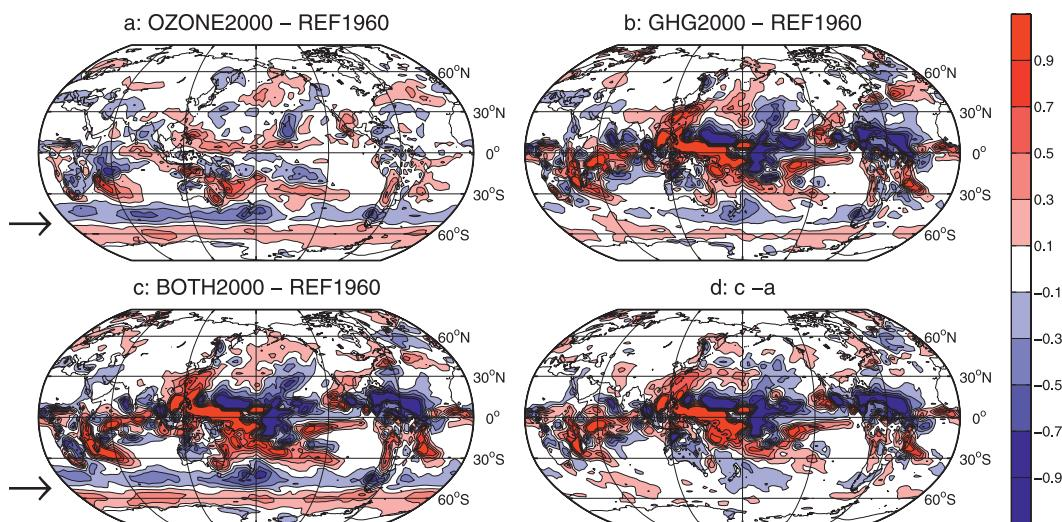 a: OZONE2000 – REF1960
b: GHG2000 – REF1960
60°N
30°N
0°
30°S
60°S
60°N
30°N
0°
30°S
60°S
c: BOTH2000 – REF1960
d: c –a
60°N
30°N
0°
30°S
60°S
60°N
30°N
0°
30°S
60°S
0.9
0.7
0.5
0.3
0.1
–0.1
–0.3
–0.5
–0.7
–0.9